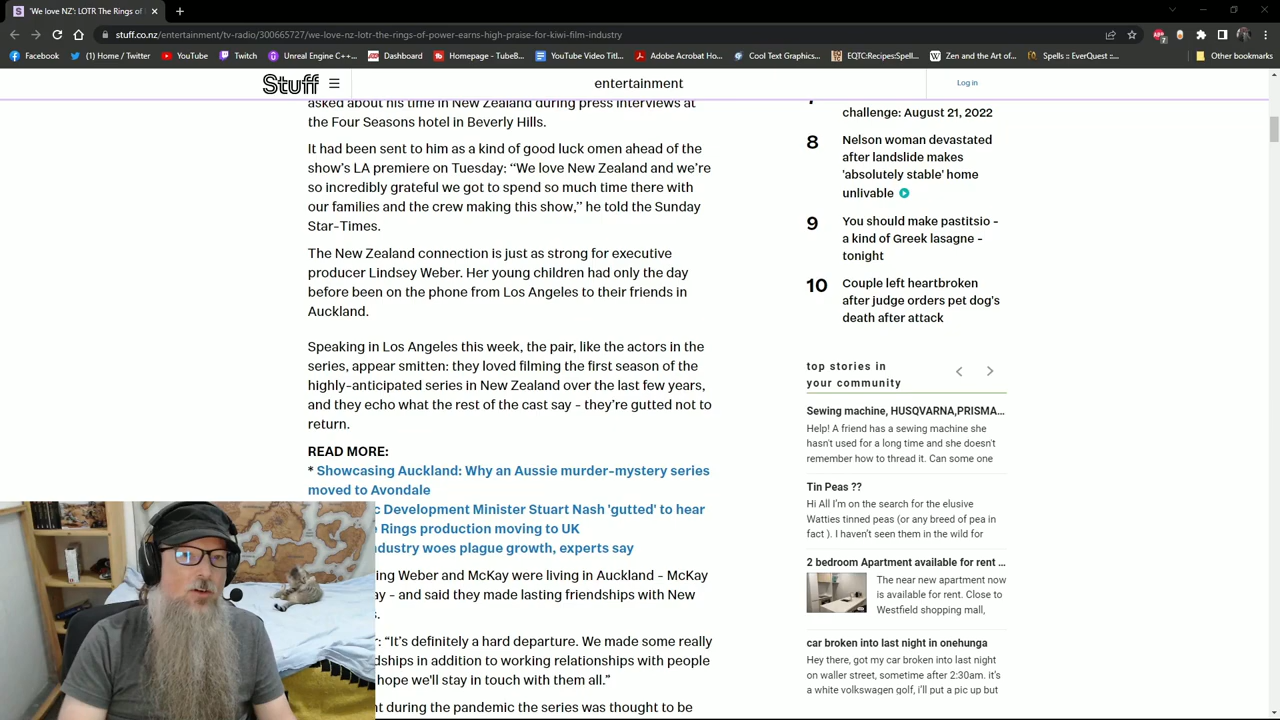 'We love NZ': LOTR's Rings of
stuff.co.nz/entertainment/tv-radio/300665727/we-love-nz-lotr-the-rings-of-power-earns-high-praise-for-kiwi-film-industry
Facebook
(1) Home / Twitter
Twitch
Unreal Engine C++...
Dashboard
Home - YouTube
TubeB...
YouTube Video Titl...
Adobe Acrobat Ho...
Cool Text Graphics...
EQTC:Recipes:Spell...
Zen and the Art of...
Spells :: EverQuest :...
Other bookmarks
Stuff
entertainment
Log in
asked about his time in New Zealand during press interviews at
the Four Seasons hotel in Beverly Hills.
It had been sent to him as a kind of good luck omen ahead of the
show's LA premiere on Tuesday: "We love New Zealand and we're
so incredibly grateful we got to spend so much time there with
our families and the crew making this show," he told the Sunday
Star-Times.
The New Zealand connection is just as strong for executive
producer Lindsey Weber. Her young children had only the day
before been on the phone from Los Angeles to their friends in
Auckland.
Speaking in Los Angeles this week, the pair, like the actors in the
series, appear smitten: they loved filming the first season of the
highly-anticipated series in New Zealand over the last few years,
and they echo what the rest of the cast say - they're gutted not to
return.
READ MORE:
* Showcasing Auckland: Why an Aussie murder-mystery series
moved to Avondale
c Development Minister Stuart Nash 'gutted' to hear
Rings production moving to UK
ndustry woes plague growth, experts say
ing Weber and McKay were living in Auckland - McKay
ay - and said they made lasting friendships with New
s.
r: "It's definitely a hard departure. We made some really
dships in addition to working relationships with people
hope we'll stay in touch with them all."
nt during the pandemic the series was thought to be
challenge: August 21, 2022
8
Nelson woman devastated
after landslide makes
'absolutely stable' home
unlivable
9
You should make pastitsio -
a kind of Greek lasagne -
tonight
10
Couple left heartbroken
after judge orders pet dog's
death after attack
top stories in
your community
Sewing machine, HUSQVARNA,PRISMA...
Help! A friend has a sewing machine she
hasn't used for a long time and she doesn't
remember how to thread it. Can some one
Tin Peas ??
Hi All I'm on the search for the elusive
Watties tinned peas (or any breed of pea in
fact ). I haven't seen them in the wild for
2 bedroom Apartment available for rent ...
The near new apartment now
is available for rent. Close to
Westfield shopping mall,
car broken into last night in onehunga
Hey there, got my car broken into last night
on waller street, sometime after 2:30am. it's
a white volkswagen golf, i'll put a pic up but